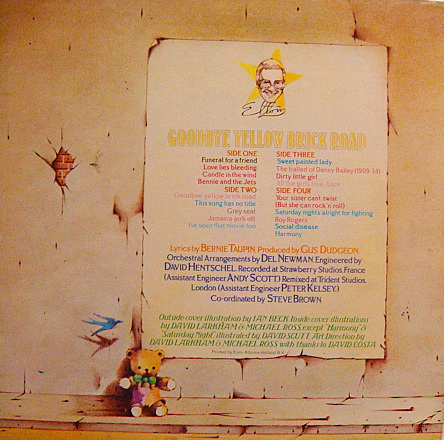 Elton
GOODBYE YELLOW BRICK ROAD
SIDE ONE
Funeral for a friend
Love lies bleeding
Candle in the wind
Bennie and the Jets
SIDE TWO
Goodbye yellow brick road
This song has no title
Grey seal
Jamaica jerk-off
I've seen that movie too
SIDE THREE
Sweet painted lady
The ballad of Danny Bailey (1909-34)
Dirty little girl
All the girls love Alice
SIDE FOUR
Your sister cant twist
(But she can rock'n roll)
Saturday nights alright for fighting
Roy Rogers
Social disease
Harmony
Lyrics by BERNIE TAUPIN. Produced by GUS DUDGEON.
Orchestral Arrangements by DEL NEWMAN. Engineered by
DAVID HENTSCHEL. Recorded at Strawberry Studios, France
(Assistant Engineer ANDY SCOTT) Remixed at Trident Studios,
London (Assistant Engineer PETER KELSEY.)
Co-ordinated by STEVE BROWN
Outside cover illustration by IAN BECK Inside cover illustrations
by DAVID LARKHAM & MICHAEL ROSS except "Harmony" &
"Saturday Night" illustrated by DAVID SCUTT Art Direction by
DAVID LARKHAM & MICHAEL ROSS with thanks to DAVID COSTA
Printed by